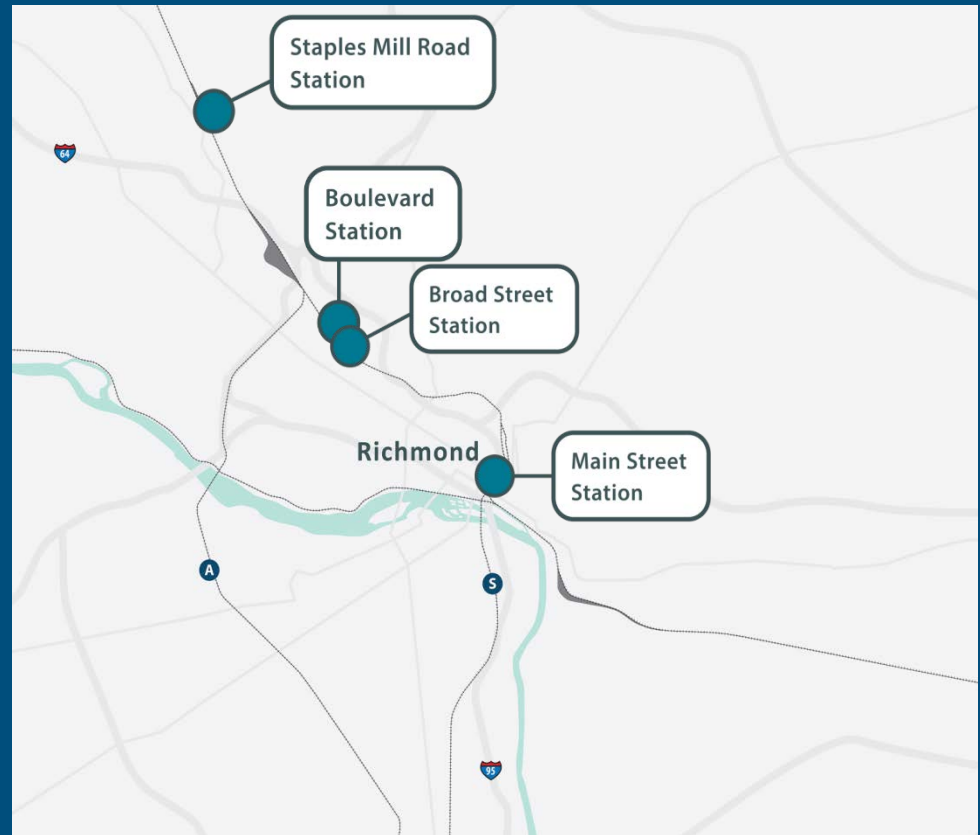 Staples Mill Road
Station
64
Boulevard
Station
Broad Street
Station
Richmond
Main Street
Station
A
S
95